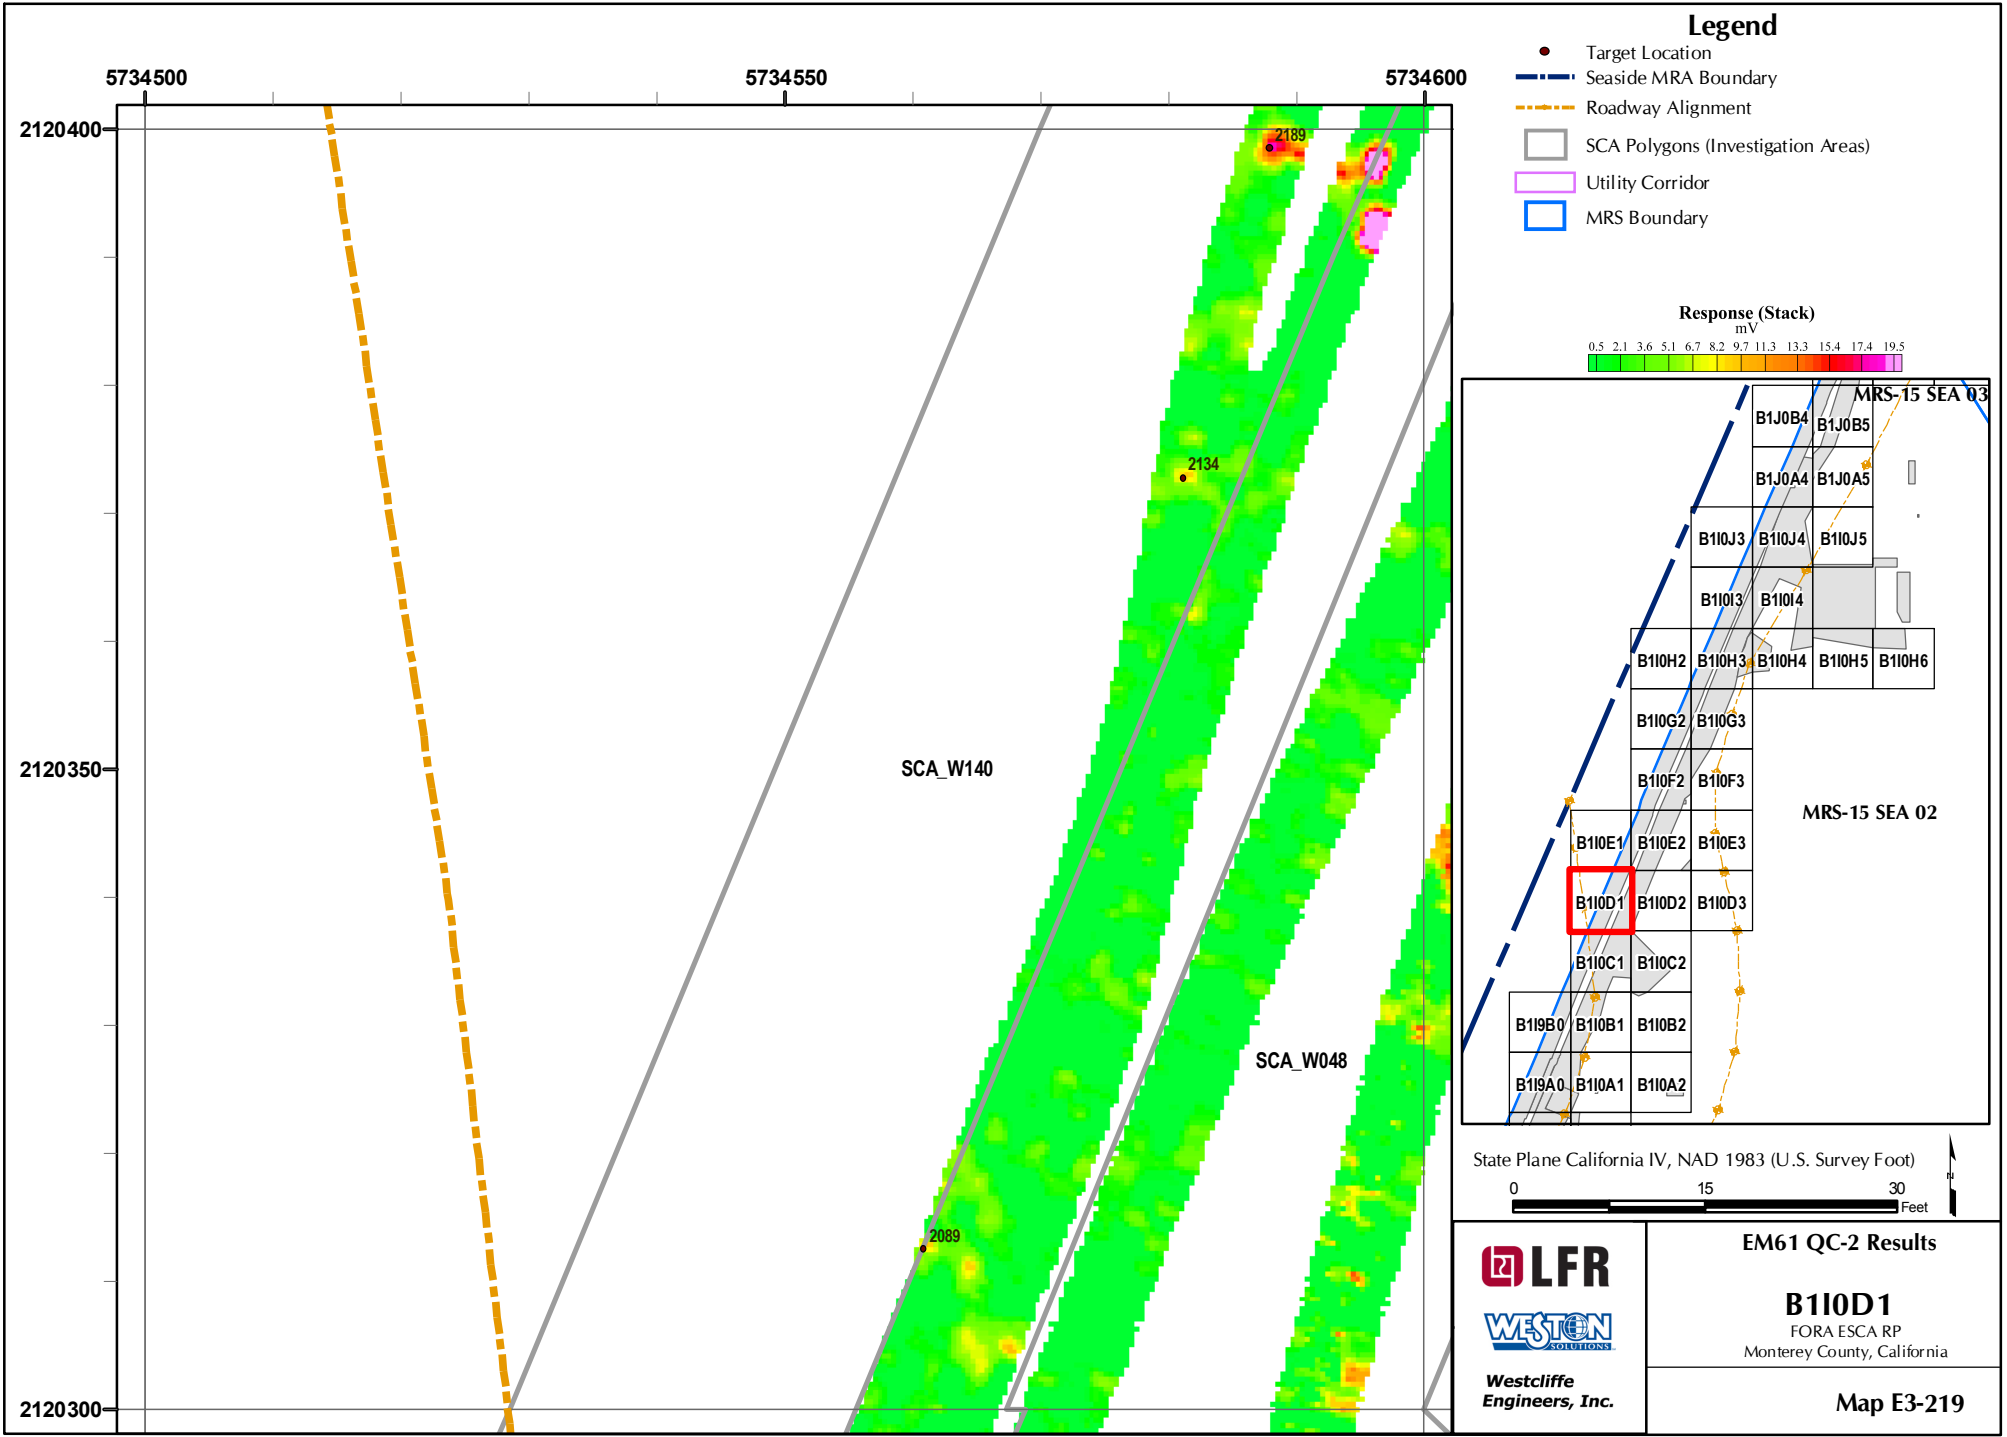 5734500
5734550
5734600
2120400
2120350
2120300
2189
2134
2089
SCA_W140
SCA_W048
Legend
Target Location
Seaside MRA Boundary
Roadway Alignment
SCA Polygons (Investigation Areas)
Utility Corridor
MRS Boundary
Response (Stack)
mV
0.5 2.1 3.6 5.1 6.7 8.2 9.7 11.3 13.3 15.4 17.4 19.5
MRS-15 SEA 03
B1J0B4 B1J0B5
B1J0A4 B1J0A5
B1I0J3 B1I0J4 B1I0J5
B1I0I3 B1I0I4
B1I0H2 B1I0H3 B1I0H4 B1I0H5 B1I0H6
B1I0G2 B1I0G3
B1I0F2 B1I0F3
MRS-15 SEA 02
B1I0E1 B1I0E2 B1I0E3
B1I0D1 B1I0D2 B1I0D3
B1I0C1 B1I0C2
B1I9B0 B1I0B1 B1I0B2
B1I9A0 B1I0A1 B1I0A2
State Plane California IV, NAD 1983 (U.S. Survey Foot)
0 15 30
Feet
N
LFR
WESTON
SOLUTIONS
Westcliffe
Engineers, Inc.
EM61 QC-2 Results
B1I0D1
FORA ESCA RP
Monterey County, California
Map E3-219